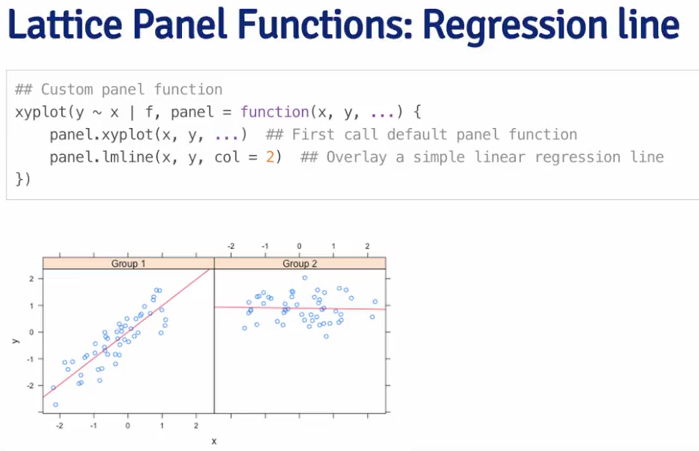 Lattice Panel Functions: Regression line
## Custom panel function
xyplot(y ~ x | f, panel = function(x, y, ...) {
    panel.xyplot(x, y, ...)  ## First call default panel function
    panel.lmline(x, y, col = 2)  ## Overlay a simple linear regression line
})
-2 -1 0 1 2
Group 1 Group 2
2
1
0
-1
-2
y
-2 -1 0 1 2
x